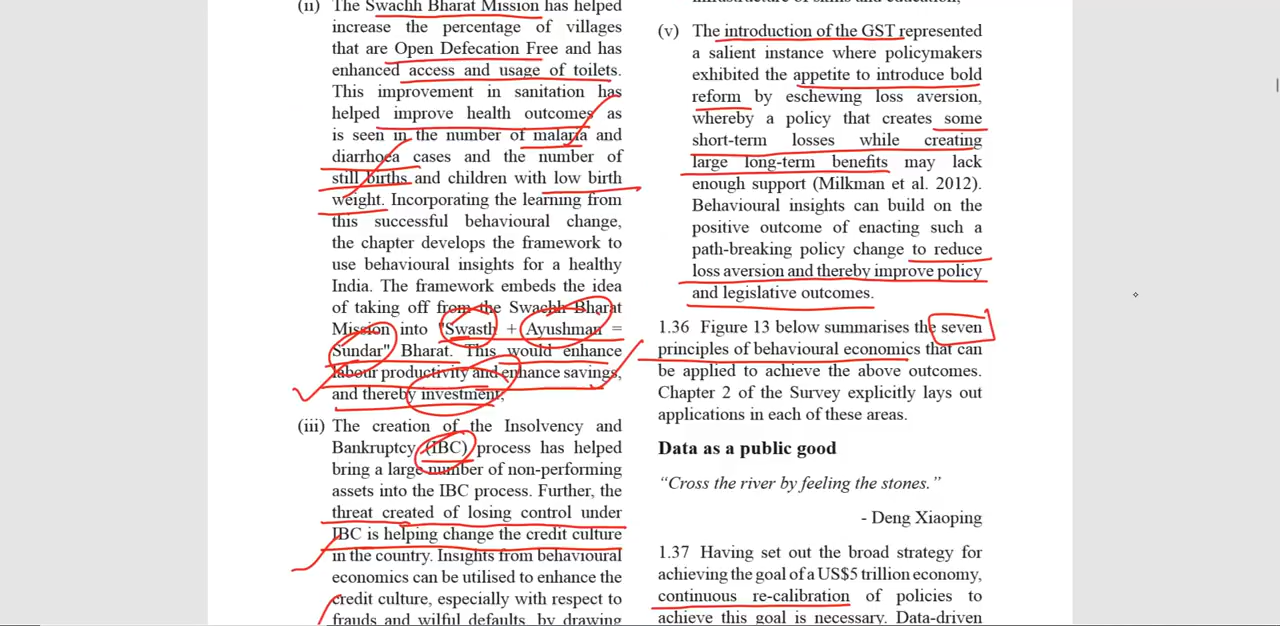 (ii) The Swachh Bharat Mission has helped
increase the percentage of villages
that are Open Defecation Free and has
enhanced access and usage of toilets.
This improvement in sanitation has
helped improve health outcomes as
is seen in the number of malaria and
diarrhoea cases and the number of
still births and children with low birth
weight. Incorporating the learning from
this successful behavioural change,
the chapter develops the framework to
use behavioural insights for a healthy
India. The framework embeds the idea
of taking off from the Swachh Bharat
Mission into "Swasth + Ayushman =
Sundar" Bharat. This would enhance
labour productivity and enhance savings,
and thereby investment;
(iii) The creation of the Insolvency and
Bankruptcy (IBC) process has helped
bring a large number of non-performing
assets into the IBC process. Further, the
threat created of losing control under
IBC is helping change the credit culture
in the country. Insights from behavioural
economics can be utilised to enhance the
credit culture, especially with respect to
frauds and wilful defaults, by drawing
infrastructure of skills and education;
(v) The introduction of the GST represented
a salient instance where policymakers
exhibited the appetite to introduce bold
reform by eschewing loss aversion,
whereby a policy that creates some
short-term losses while creating
large long-term benefits may lack
enough support (Milkman et al. 2012).
Behavioural insights can build on the
positive outcome of enacting such a
path-breaking policy change to reduce
loss aversion and thereby improve policy
and legislative outcomes.
1.36 Figure 13 below summarises the seven
principles of behavioural economics that can
be applied to achieve the above outcomes.
Chapter 2 of the Survey explicitly lays out
applications in each of these areas.
Data as a public good
“Cross the river by feeling the stones.”
- Deng Xiaoping
1.37 Having set out the broad strategy for
achieving the goal of a US$5 trillion economy,
continuous re-calibration of policies to
achieve this goal is necessary. Data-driven